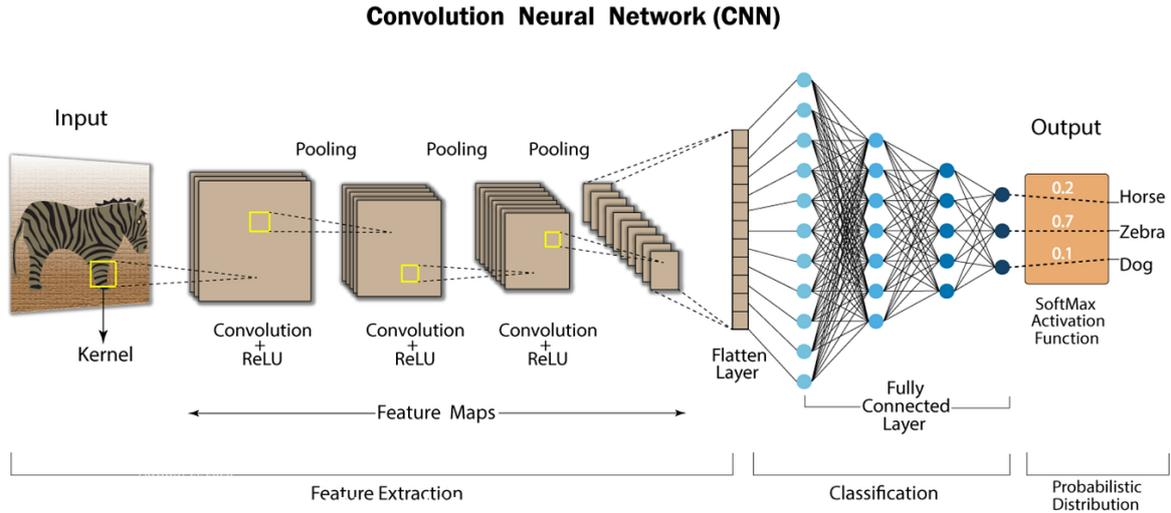 Convolution Neural Network (CNN)
Input
Pooling
Pooling
Pooling
Output
0.2
Horse
0.7
Zebra
0.1
Dog
SoftMax
Activation
Function
Kernel
Convolution
+
ReLU
Convolution
+
ReLU
Convolution
+
ReLU
Flatten
Layer
Fully
Connected
Layer
Feature Maps
Feature Extraction
Classification
Probabilistic
Distribution